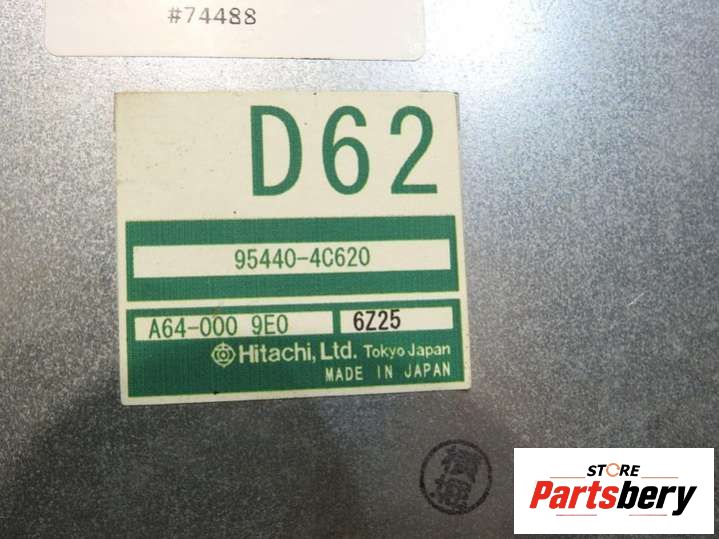 #74488
D62
95440-4C620
A64-000 9E0
6Z25
Hitachi, Ltd. Tokyo Japan
MADE IN JAPAN
STORE
Partsbery